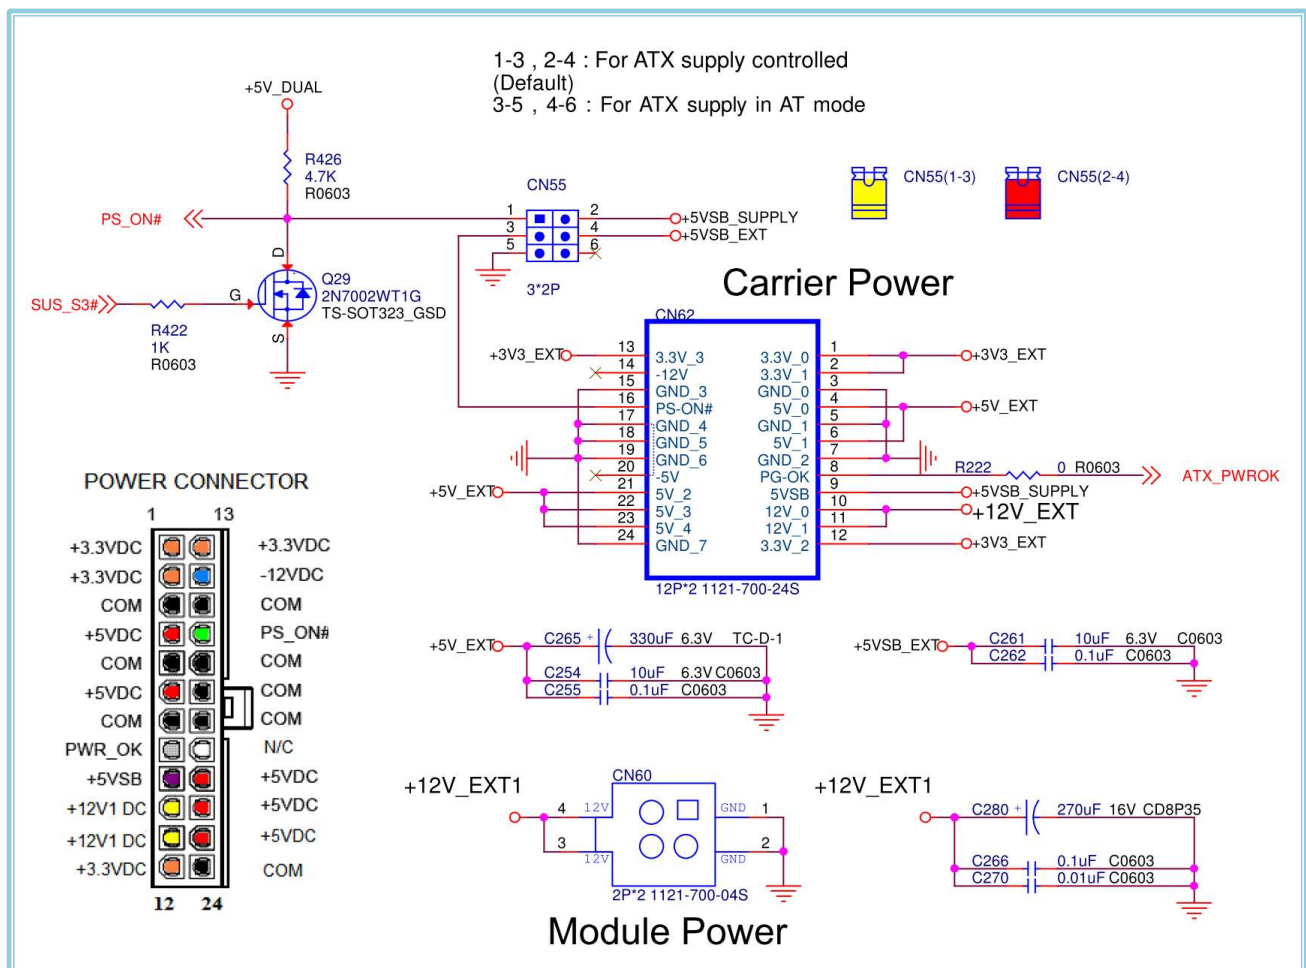 1-3 , 2-4 : For ATX supply controlled
(Default)
3-5 , 4-6 : For ATX supply in AT mode
+5V_DUAL
R426
4.7K
R0603
PS_ON#
D
G
S
Q29
2N7002WT1G
TS-SOT323_GSD
SUS_S3#
R422
1K
R0603
CN55
1 2 +5VSB_SUPPLY
3 4 +5VSB_EXT
5 6
3*2P
CN55(1-3)
CN55(2-4)
Carrier Power
CN62
+3V3_EXT 13 3.3V_3 3.3V_0 1 +3V3_EXT
14 -12V 3.3V_1 2
15 GND_3 GND_0 3
16 PS-ON# 5V_0 4 +5V_EXT
17 GND_4 GND_1 5
18 GND_5 5V_1 6
19 GND_6 GND_2 7
20 -5V PG-OK 8 R222 0 R0603 ATX_PWROK
+5V_EXT 21 5V_2 5VSB 9 +5VSB_SUPPLY
22 5V_3 12V_0 10 +12V_EXT
23 5V_4 12V_1 11
24 GND_7 3.3V_2 12 +3V3_EXT
12P*2 1121-700-24S
POWER CONNECTOR
1 13
+3.3VDC +3.3VDC
+3.3VDC -12VDC
COM COM
+5VDC PS_ON#
COM COM
+5VDC COM
COM COM
PWR_OK N/C
+5VSB +5VDC
+12V1 DC +5VDC
+12V1 DC +5VDC
+3.3VDC COM
12 24
+5V_EXT C265 + 330uF 6.3V TC-D-1
C254 10uF 6.3V C0603
C255 0.1uF C0603
+5VSB_EXT C261 10uF 6.3V C0603
C262 0.1uF C0603
+12V_EXT1
CN60
4 12V GND 1
3 12V GND 2
2P*2 1121-700-04S
+12V_EXT1
C280 + 270uF 16V CD8P35
C266 0.1uF C0603
C270 0.01uF C0603
Module Power